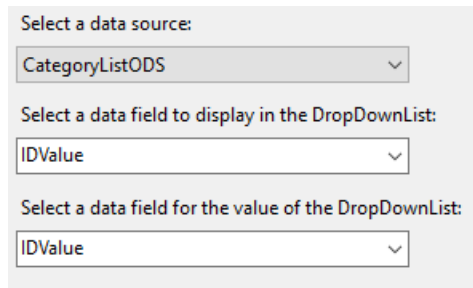 Select a data source:
CategoryListODS
Select a data field to display in the DropDownList:
IDValue
Select a data field for the value of the DropDownList:
IDValue